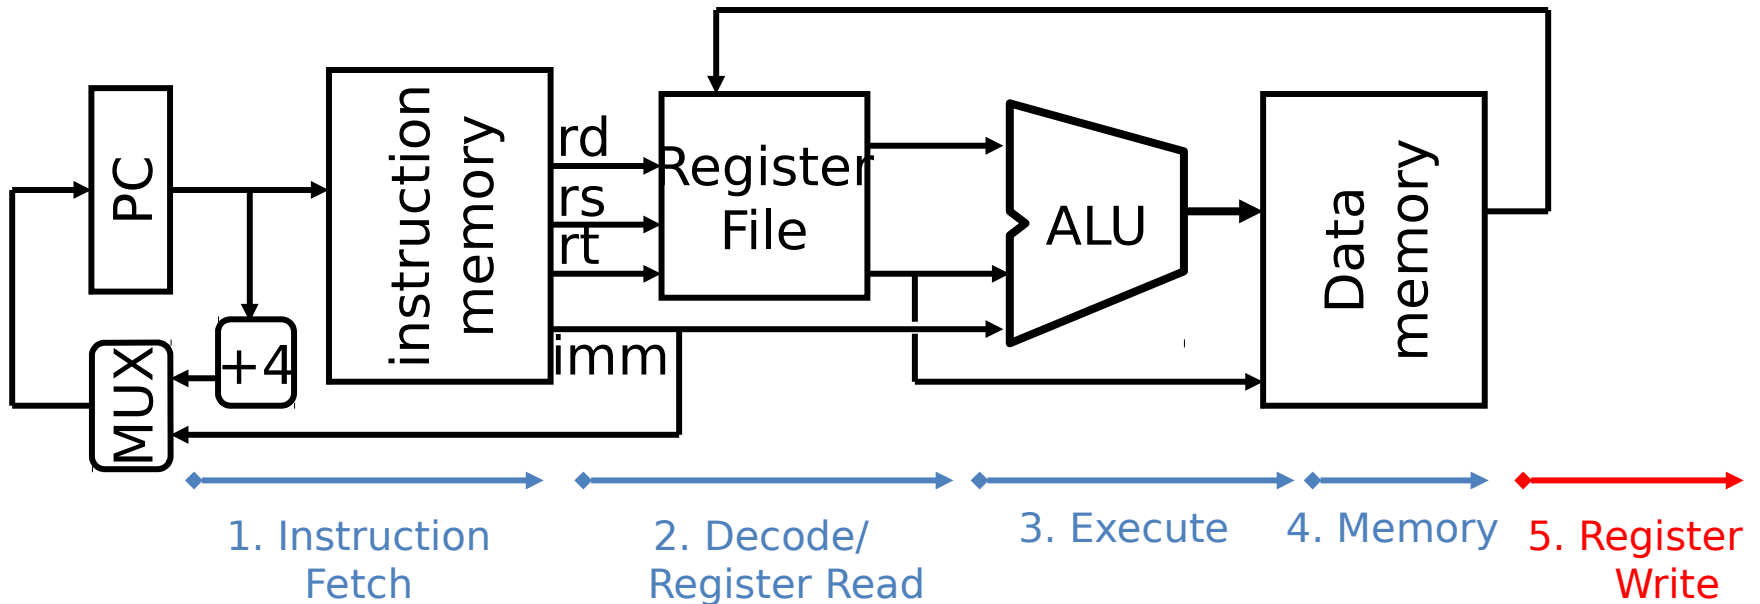 PC
MUX
+4
instruction
memory
rd
rs
rt
imm
Register
File
ALU
Data
memory
1. Instruction
Fetch
2. Decode/
Register Read
3. Execute
4. Memory
5. Register
Write